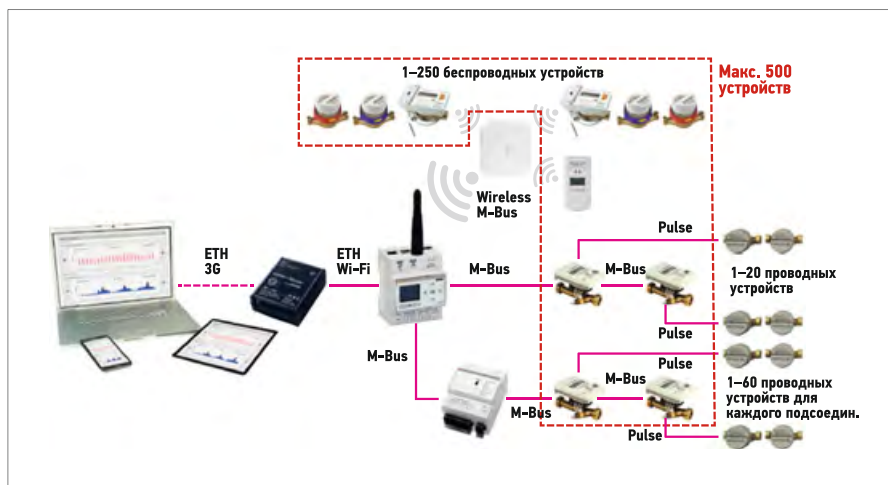 1–250 беспроводных устройств
Макс. 500
устройств
Wireless
M-Bus
ETH
3G
ETH
Wi-Fi
M-Bus
Pulse
M-Bus
1–20 проводных
устройств
Pulse
M-Bus
Pulse
M-Bus
M-Bus
1–60 проводных
устройств для
каждого подсоедин.
Pulse